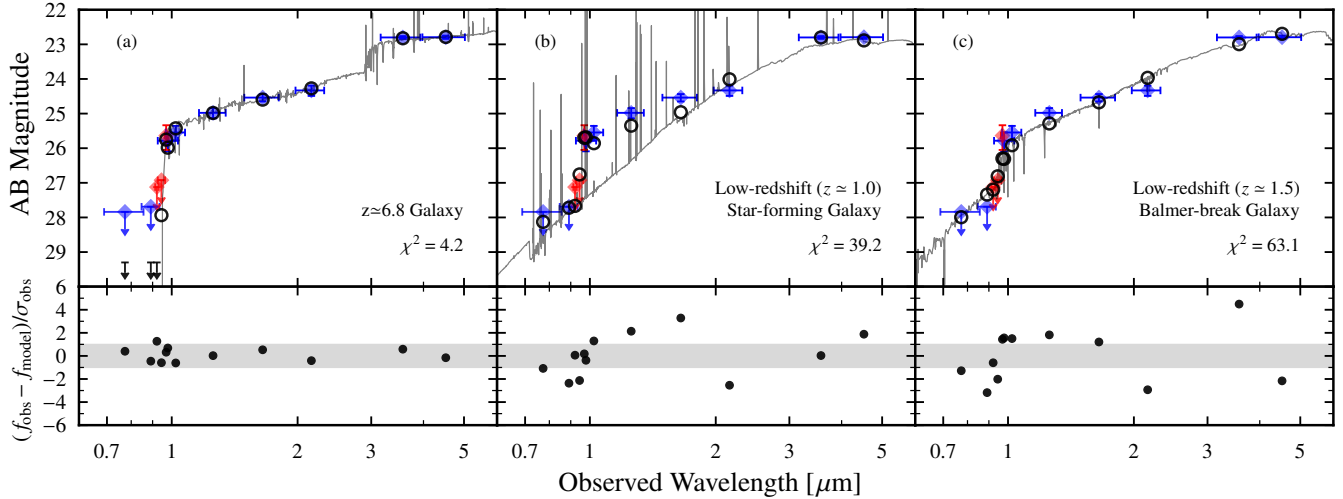 (a)
(b)
(c)
AB Magnitude
22
23
24
25
26
27
28
29
z≃6.8 Galaxy
χ² = 4.2
Low-redshift (z ≃ 1.0)
Star-forming Galaxy
χ² = 39.2
Low-redshift (z ≃ 1.5)
Balmer-break Galaxy
χ² = 63.1
(f_obs − f_model)/σ_obs
6
4
2
0
−2
−4
−6
0.7 1 2 3 5
0.7 1 2 3 5
0.7 1 2 3 5
Observed Wavelength [μm]